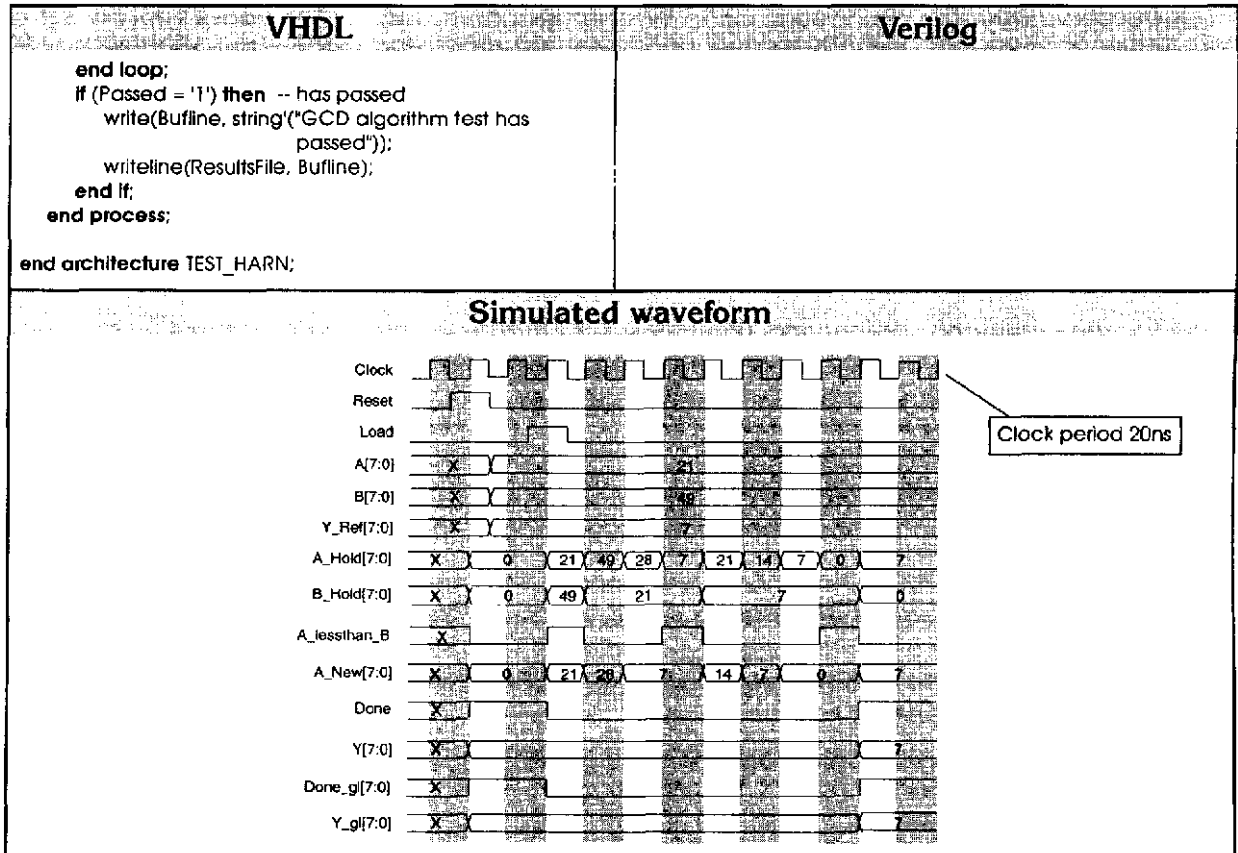 VHDL
Verilog
end loop;
if (Passed = '1') then -- has passed
write(Bufline, string'("GCD algorithm test has
passed"));
writeline(ResultsFile, Bufline);
end if;
end process;
end architecture TEST_HARN;
Simulated waveform
Clock
Clock period 20ns
Reset
Load
A[7:0] X 21
B[7:0] X 49
Y_Ref[7:0] X 7
A_Hold[7:0] X 0 21 49 28 7 21 14 7 0 7
B_Hold[7:0] X 0 49 21 7 0
A_lessthan_B X
A_New[7:0] X 0 21 28 7 14 7 0 7
Done X
Y[7:0] X 7
Done_gl[7:0] X
Y_gl[7:0] X 7